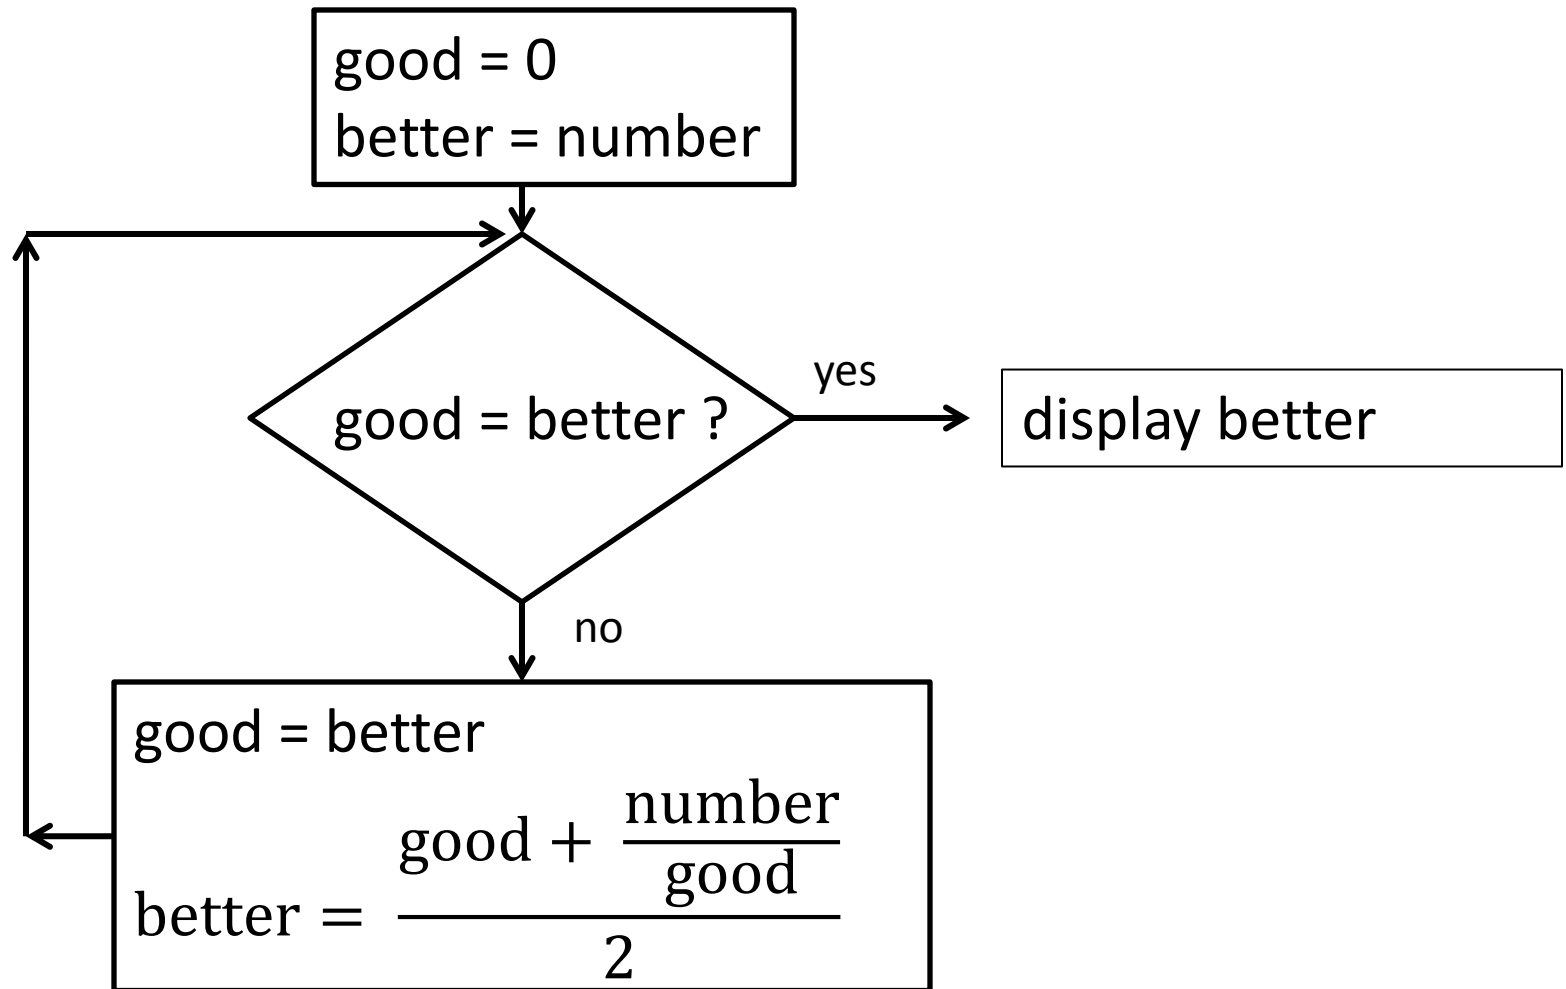 good = 0
better = number
good = better ?
yes
display better
no
good = better
better = (good + number/good)/2